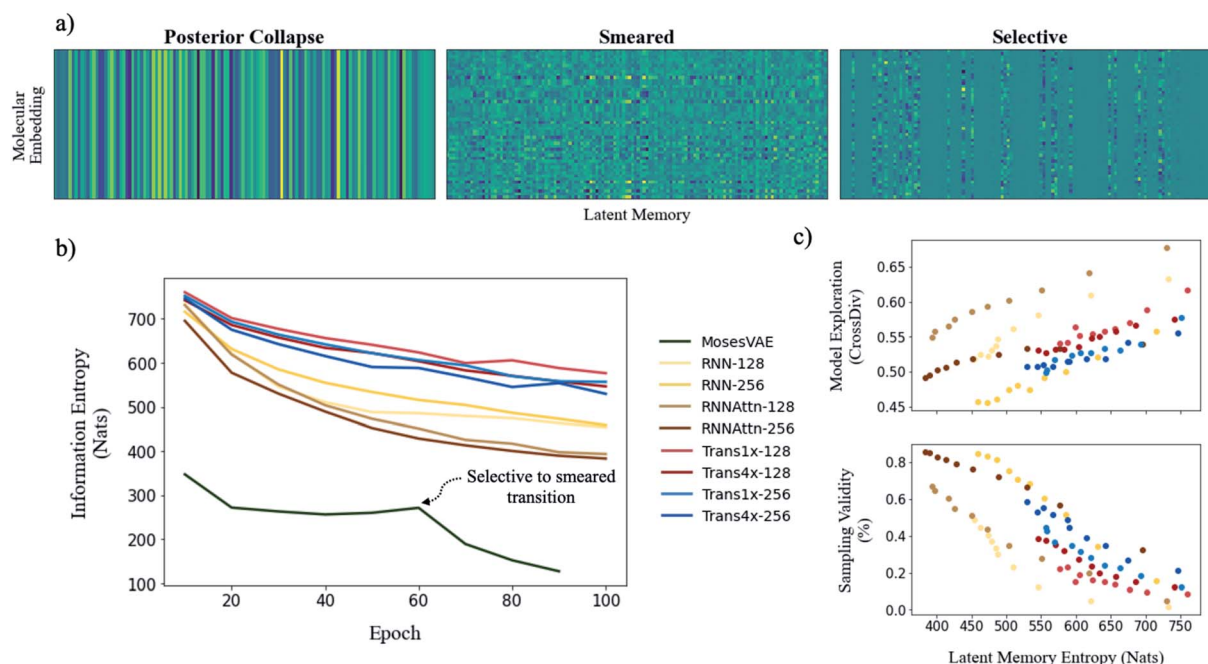 a)
Posterior Collapse
Smeared
Selective
Molecular
Embedding
Latent Memory
b)
Information Entropy
(Nats)
700
600
500
400
300
200
100
20
40
60
80
100
Epoch
Selective to smeared
transition
MosesVAE
RNN-128
RNN-256
RNNAttn-128
RNNAttn-256
Trans1x-128
Trans4x-128
Trans1x-256
Trans4x-256
c)
Model Exploration
(CrossDiv)
0.65
0.60
0.55
0.50
0.45
Sampling Validity
(%)
0.8
0.6
0.4
0.2
0.0
400
450
500
550
600
650
700
750
Latent Memory Entropy (Nats)